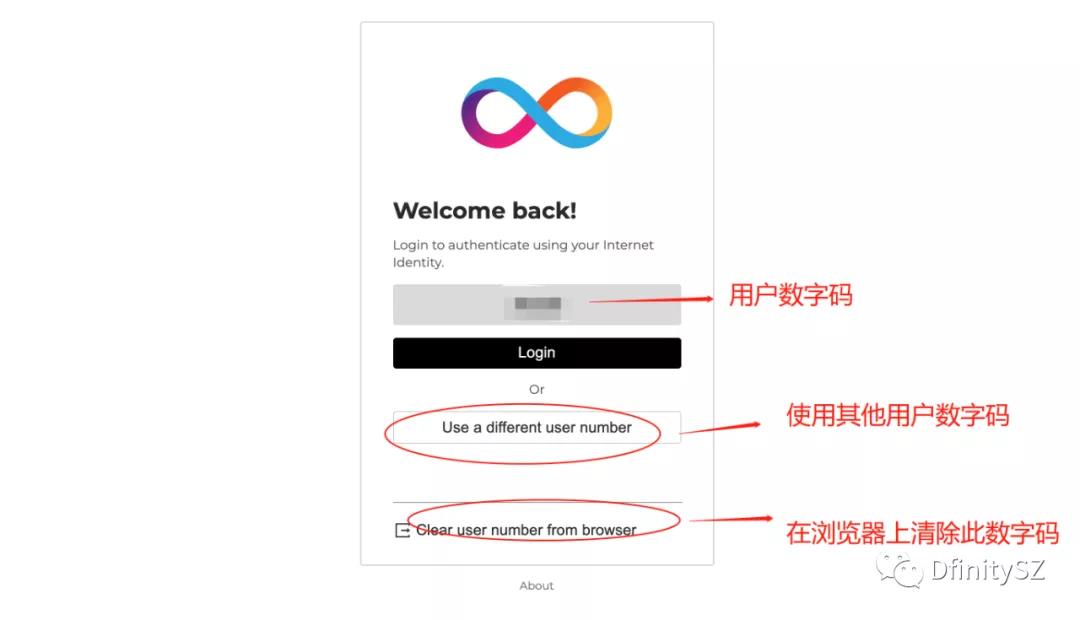 Welcome back!
Login to authenticate using your Internet
Identity.
用户数字码
Login
Or
Use a different user number
使用其他用户数字码
Clear user number from browser
在浏览器上清除此数字码
DfinitySZ
About